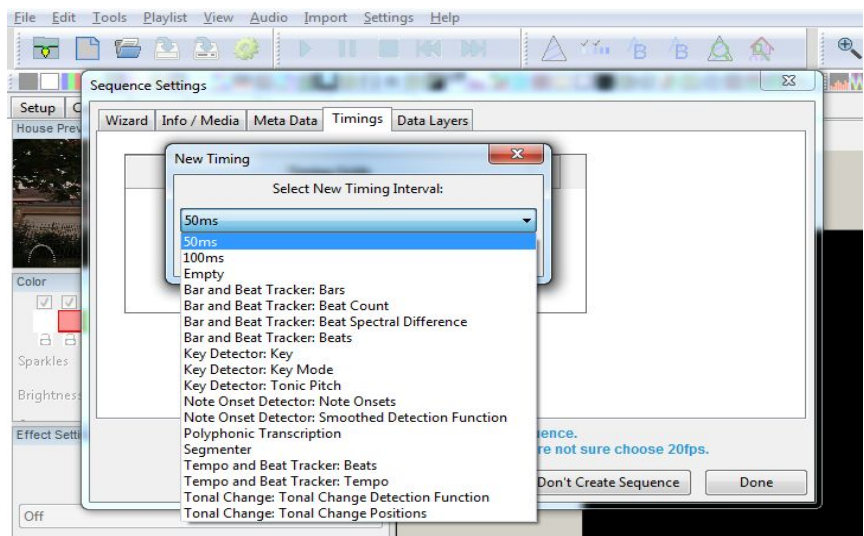 File Edit Tools Playlist View Audio Import Settings Help
Sequence Settings
Setup
House Prev
Wizard Info / Media Meta Data Timings Data Layers
New Timing
Select New Timing Interval:
50ms
50ms
100ms
Empty
Bar and Beat Tracker: Bars
Bar and Beat Tracker: Beat Count
Bar and Beat Tracker: Beat Spectral Difference
Bar and Beat Tracker: Beats
Key Detector: Key
Key Detector: Key Mode
Key Detector: Tonic Pitch
Note Onset Detector: Note Onsets
Note Onset Detector: Smoothed Detection Function
Polyphonic Transcription
Segmenter
Tempo and Beat Tracker: Beats
Tempo and Beat Tracker: Tempo
Tonal Change: Tonal Change Detection Function
Tonal Change: Tonal Change Positions
Color
Sparkles
Brightness
Effect Setti
Off
ence.
re not sure choose 20fps.
Don't Create Sequence Done